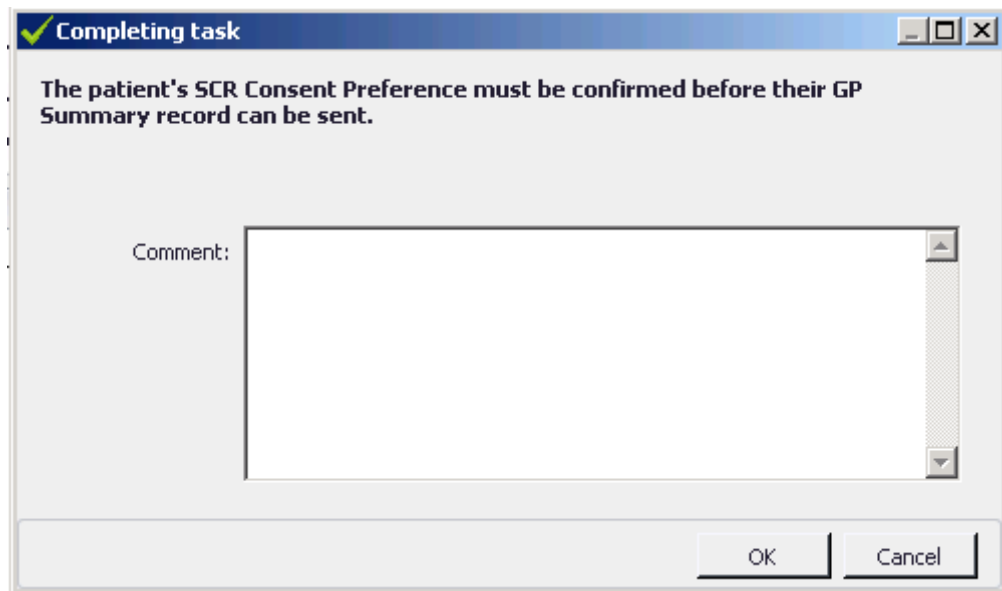 Completing task
The patient's SCR Consent Preference must be confirmed before their GP
Summary record can be sent.
Comment:
OK
Cancel